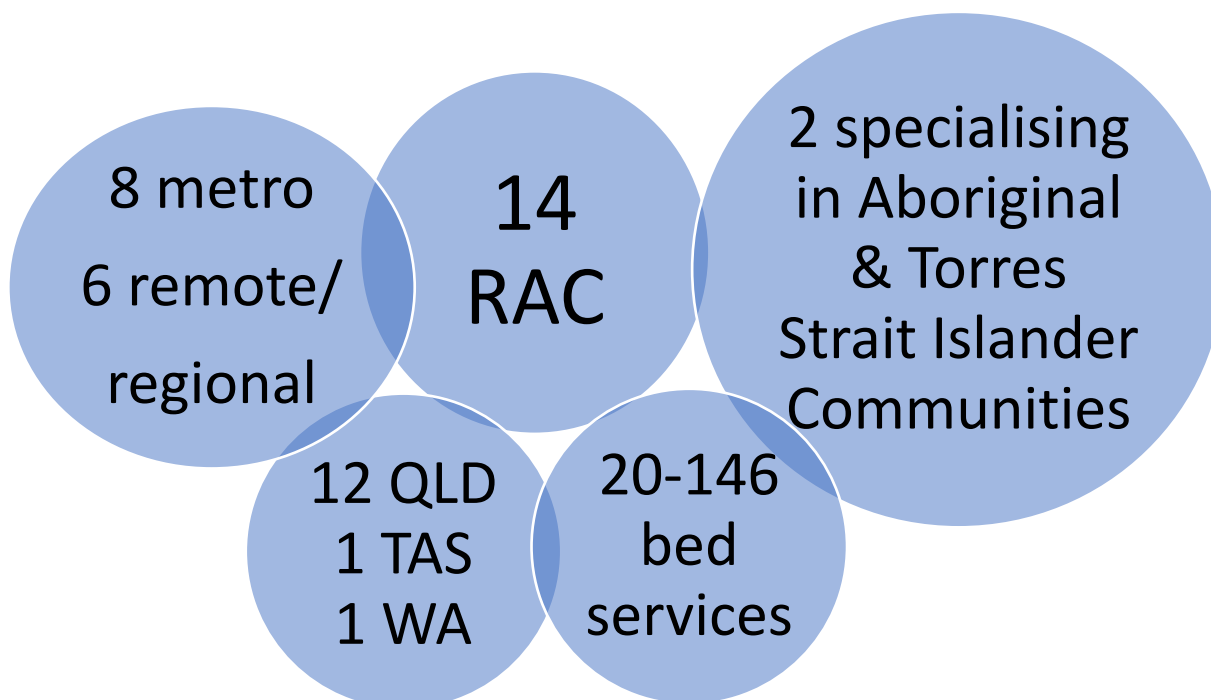 8 metro
6 remote/
regional
14
RAC
2 specialising
in Aboriginal
& Torres
Strait Islander
Communities
12 QLD
1 TAS
1 WA
20-146
bed
services